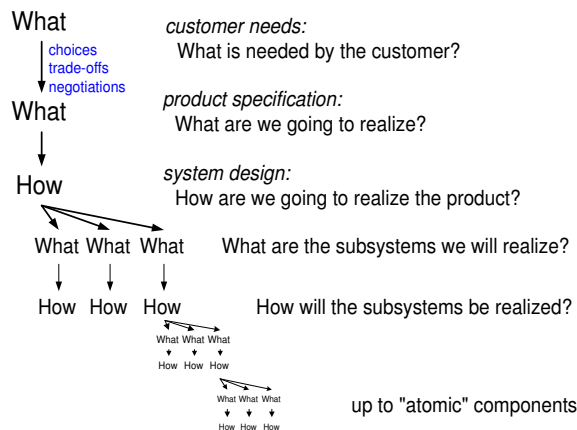 What
customer needs:
What is needed by the customer?
choices
trade-offs
negotiations
What
product specification:
What are we going to realize?
How
system design:
How are we going to realize the product?
What What What What are the subsystems we will realize?
How How How How will the subsystems be realized?
What What What
How How How
What What What
up to "atomic" components
How How How